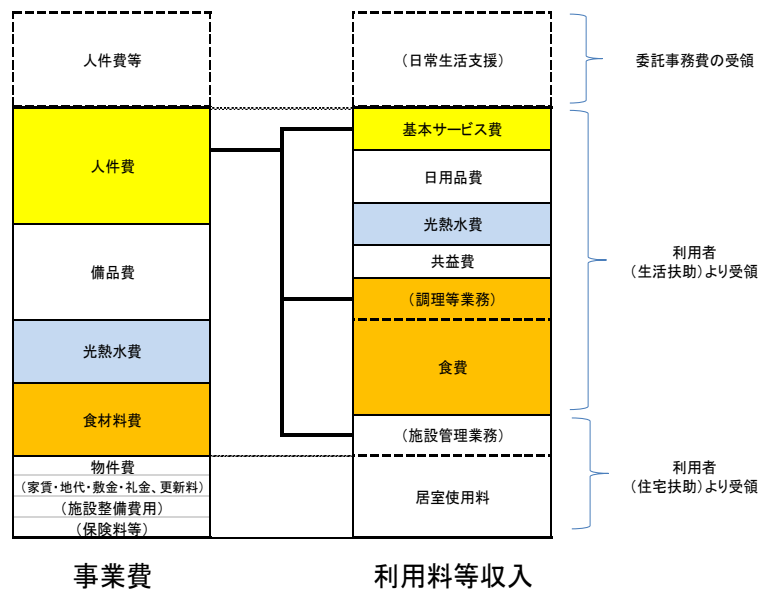 人件費等
人件費
備品費
光熱水費
食材料費
物件費
（家賃・地代・敷金・礼金、更新料）
（施設整備費用）
（保険料等）
事業費
（日常生活支援）
基本サービス費
日用品費
光熱水費
共益費
（調理等業務）
食費
（施設管理業務）
居室使用料
利用料等収入
委託事務費の受領
利用者
（生活扶助）より受領
利用者
（住宅扶助）より受領